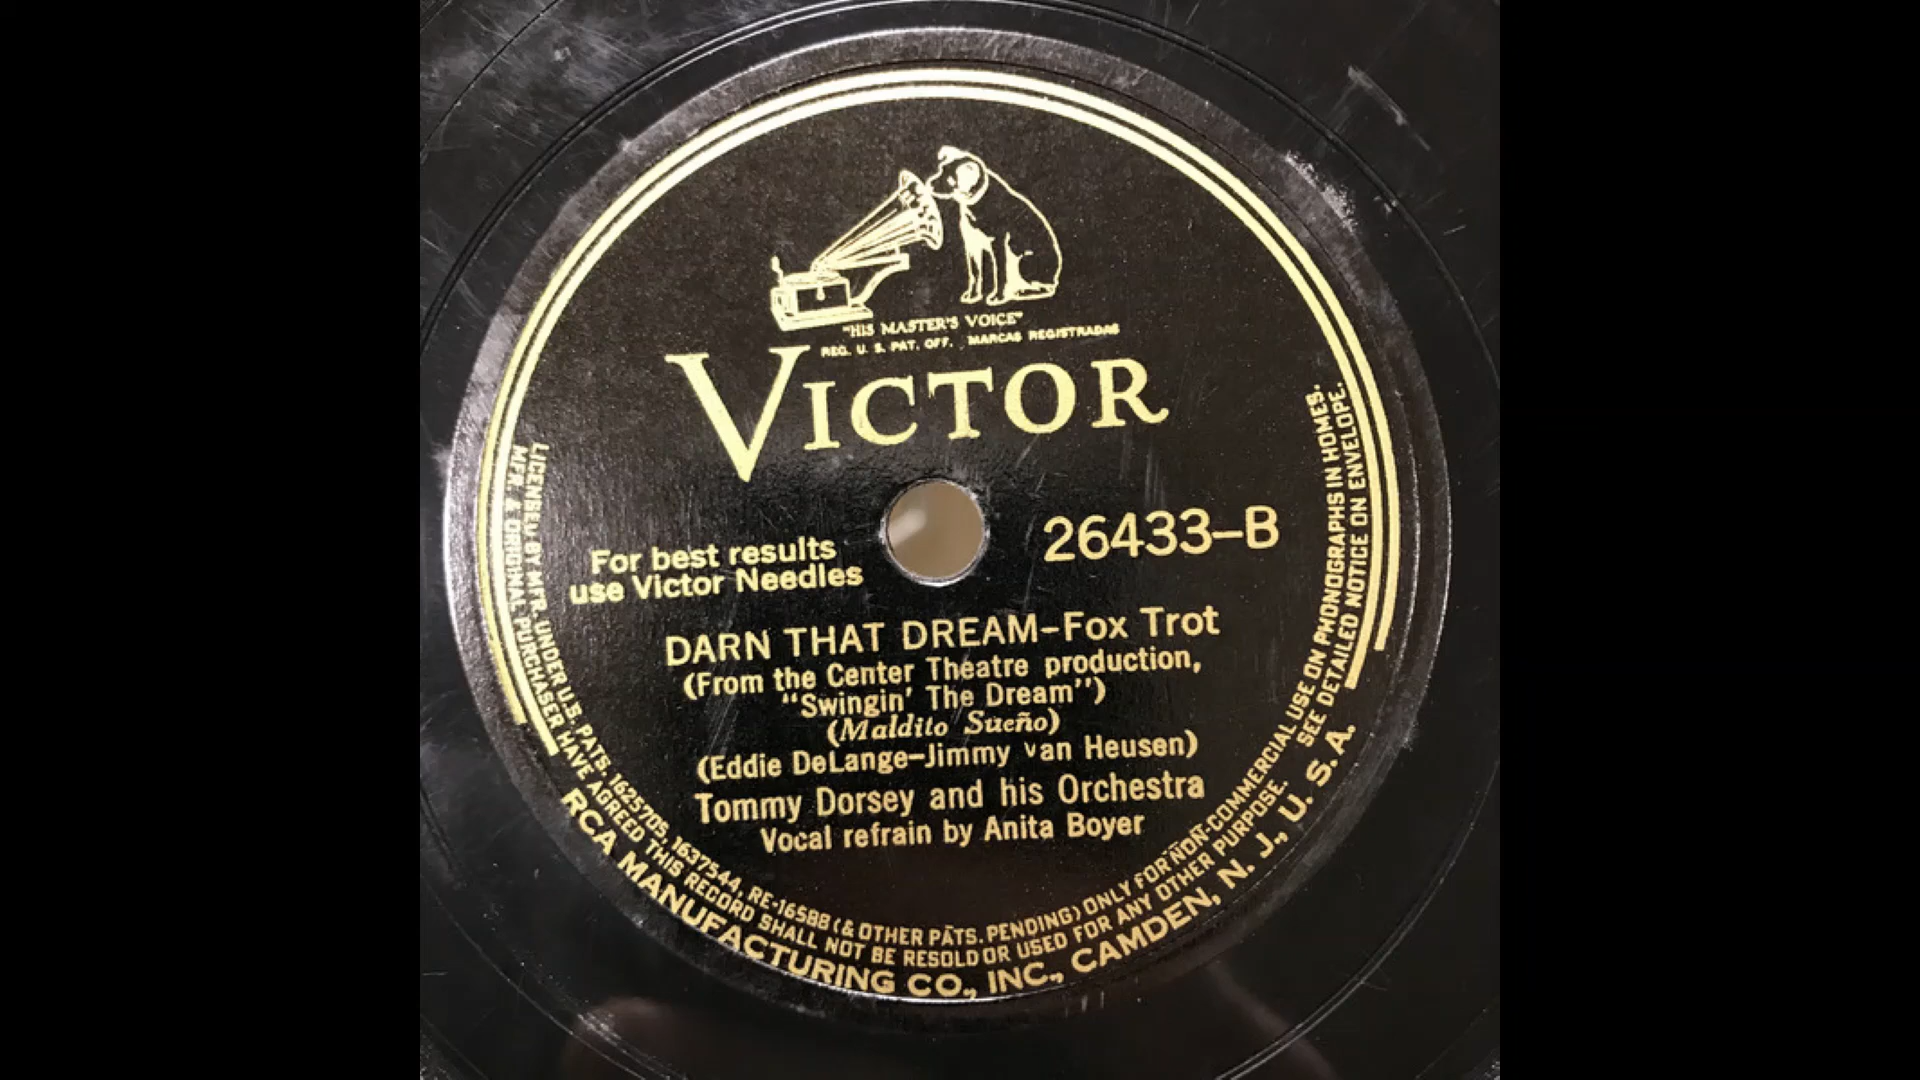 "HIS MASTER'S VOICE"
REG. U. S. PAT. OFF. MARCAS REGISTRADAS
VICTOR
For best results
use Victor Needles
26433-B
DARN THAT DREAM-Fox Trot
(From the Center Theatre production,
"Swingin' The Dream")
(Maldito Sueño)
(Eddie DeLange-Jimmy van Heusen)
Tommy Dorsey and his Orchestra
Vocal refrain by Anita Boyer
LICENSED BY MFR. UNDER U.S. PATS. 1625705, 1637544, RE-16588 (& OTHER PATS. PENDING) ONLY FOR NON-COMMERCIAL USE ON PHONOGRAPHS IN HOMES.
MFR. & ORIGINAL PURCHASER HAVE AGREED THIS RECORD SHALL NOT BE RESOLD OR USED FOR ANY OTHER PURPOSE. SEE DETAILED NOTICE ON ENVELOPE.
RCA MANUFACTURING CO., INC., CAMDEN, N. J., U. S. A.